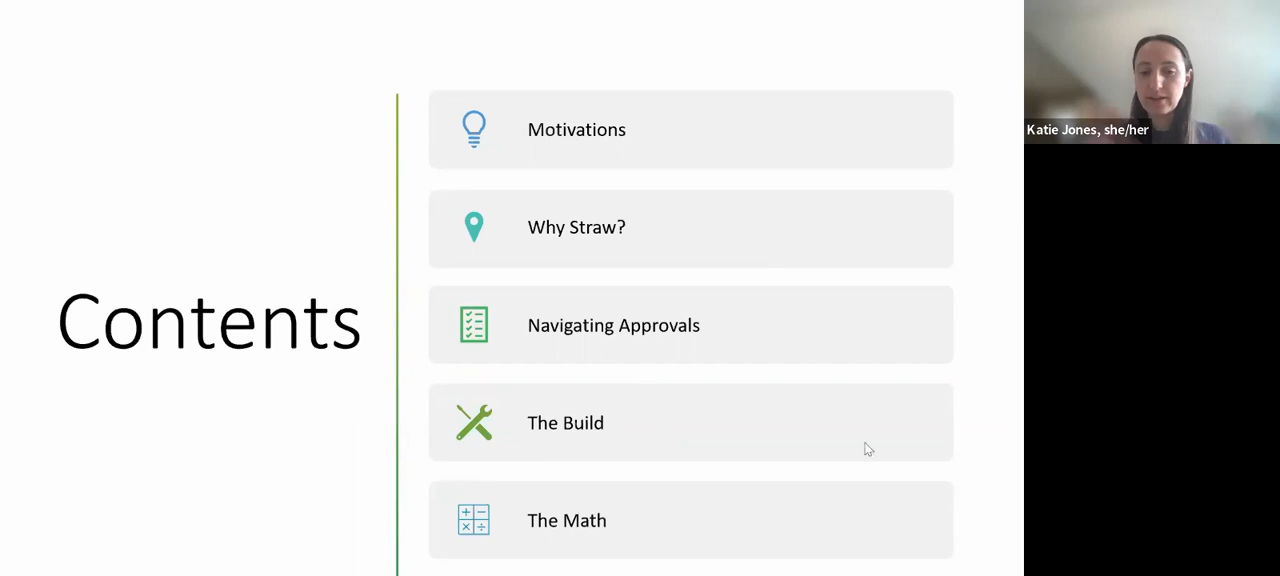 Contents
Motivations
Why Straw?
Navigating Approvals
The Build
The Math
Katie Jones, she/her